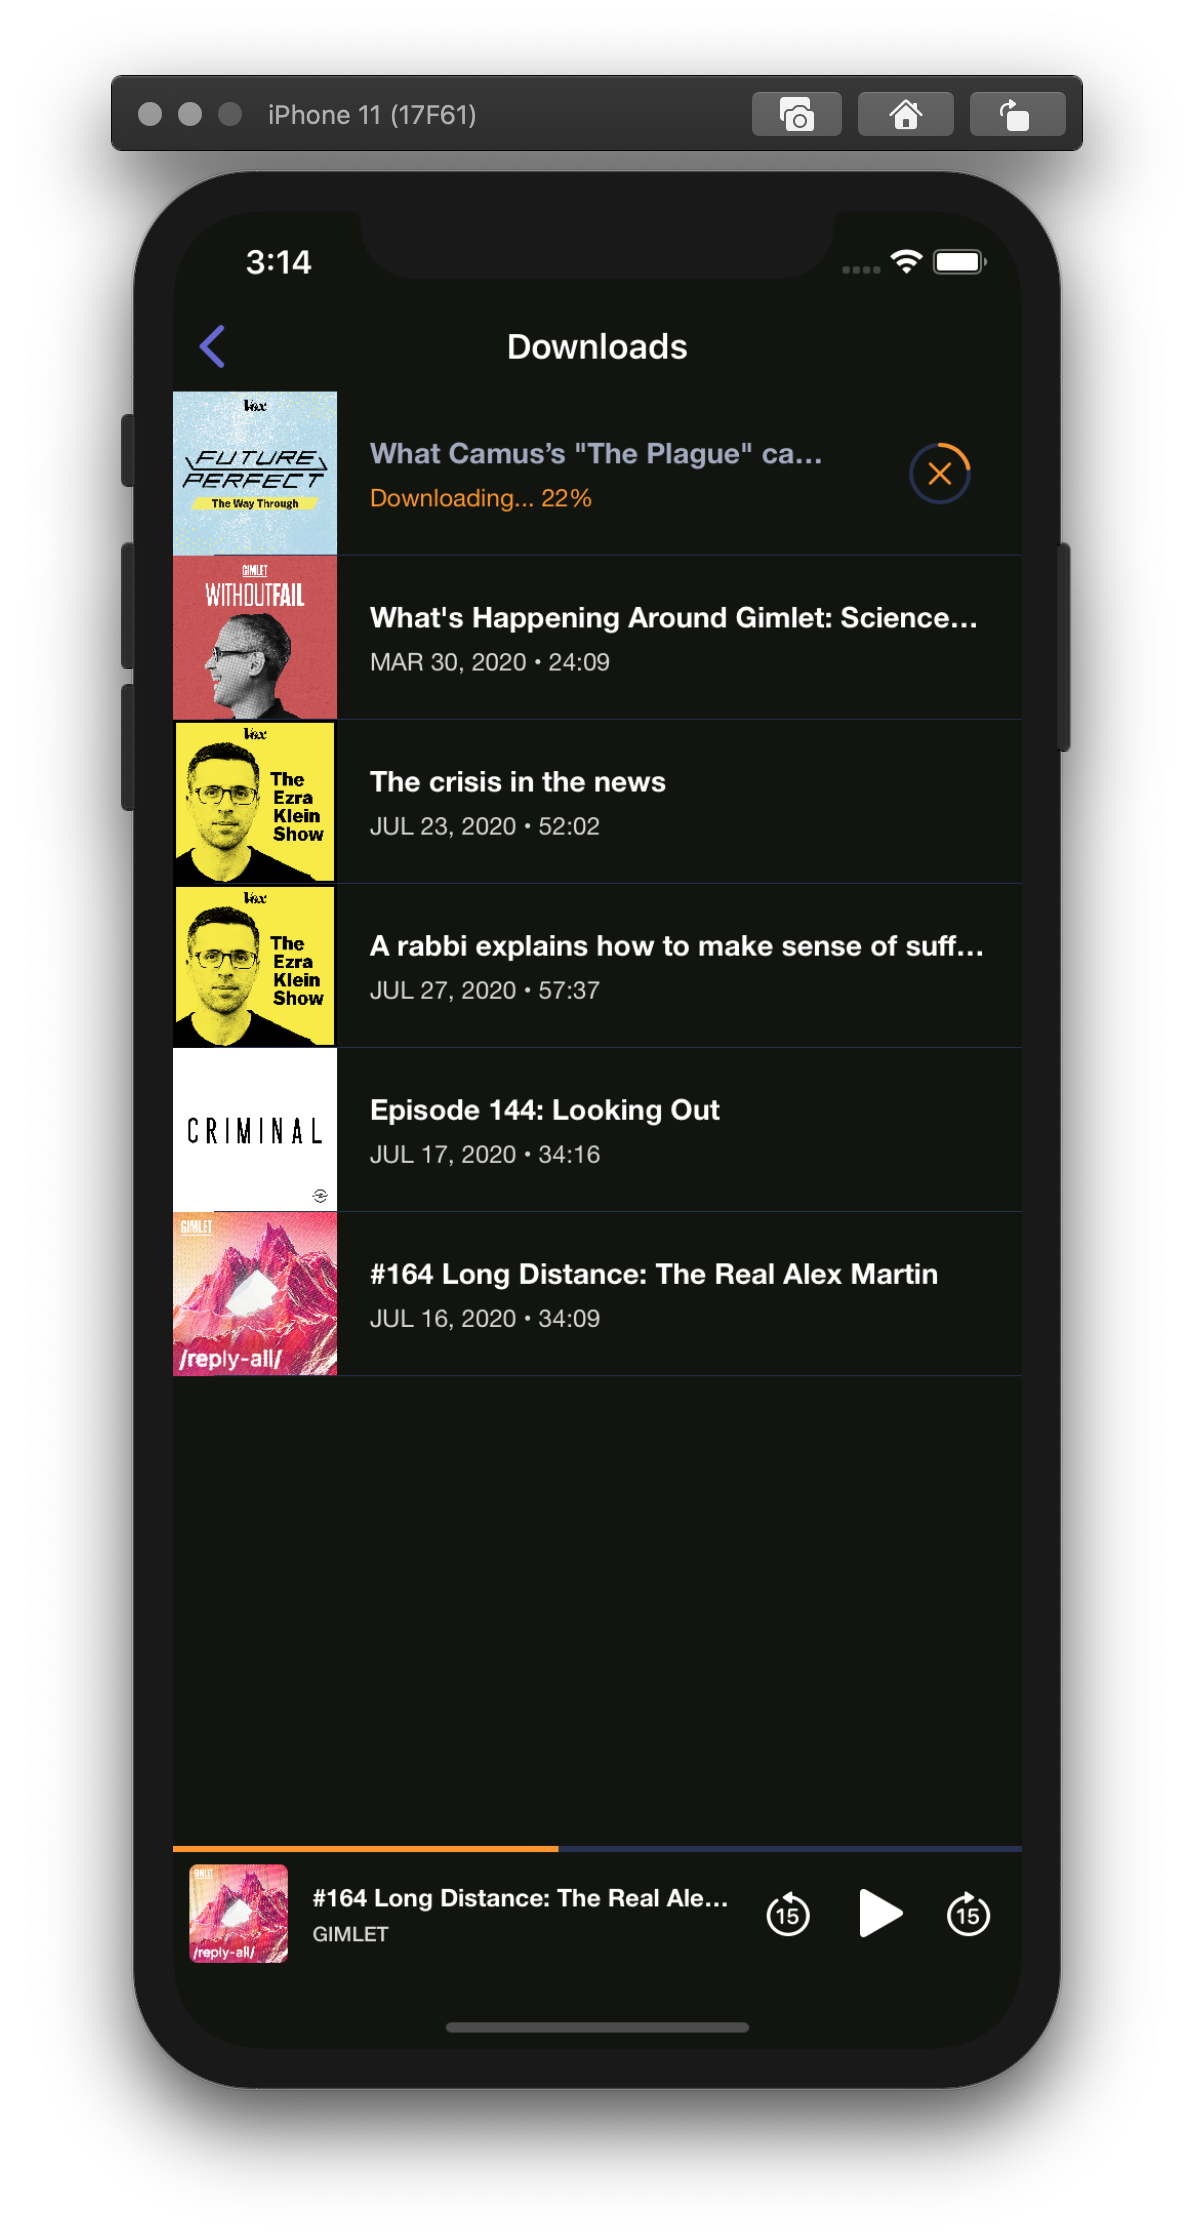 iPhone 11 (17F61)
3:14
Downloads
Vox
FUTURE
PERFECT
The Way Through
What Camus’s "The Plague" ca...
Downloading... 22%
GIMLET
WITHOUTFAIL
What's Happening Around Gimlet: Science...
MAR 30, 2020 • 24:09
Vox
The
Ezra
Klein
Show
The crisis in the news
JUL 23, 2020 • 52:02
Vox
The
Ezra
Klein
Show
A rabbi explains how to make sense of suff...
JUL 27, 2020 • 57:37
CRIMINAL
Episode 144: Looking Out
JUL 17, 2020 • 34:16
GIMLET
/reply-all/
#164 Long Distance: The Real Alex Martin
JUL 16, 2020 • 34:09
GIMLET
/reply-all/
#164 Long Distance: The Real Ale...
GIMLET
15
15